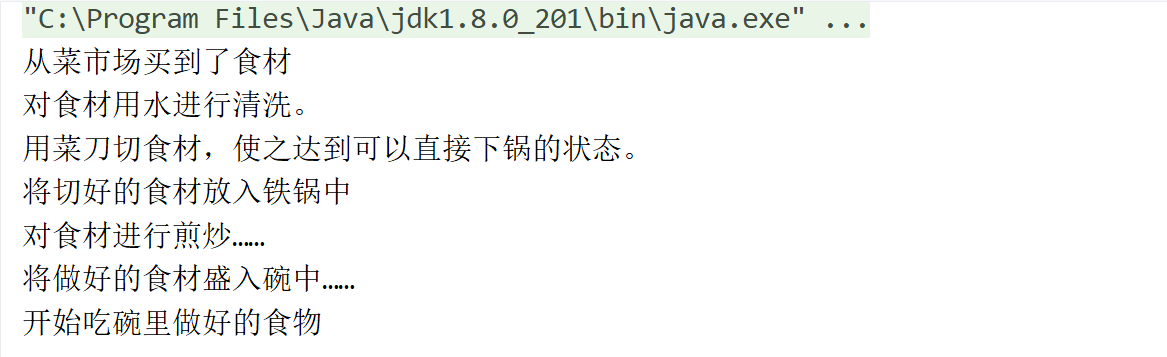 "C:\Program Files\Java\jdk1.8.0_201\bin\java.exe" ...
从菜市场买到了食材
对食材用水进行清洗。
用菜刀切食材，使之达到可以直接下锅的状态。
将切好的食材放入铁锅中
对食材进行煎炒……
将做好的食材盛入碗中……
开始吃碗里做好的食物